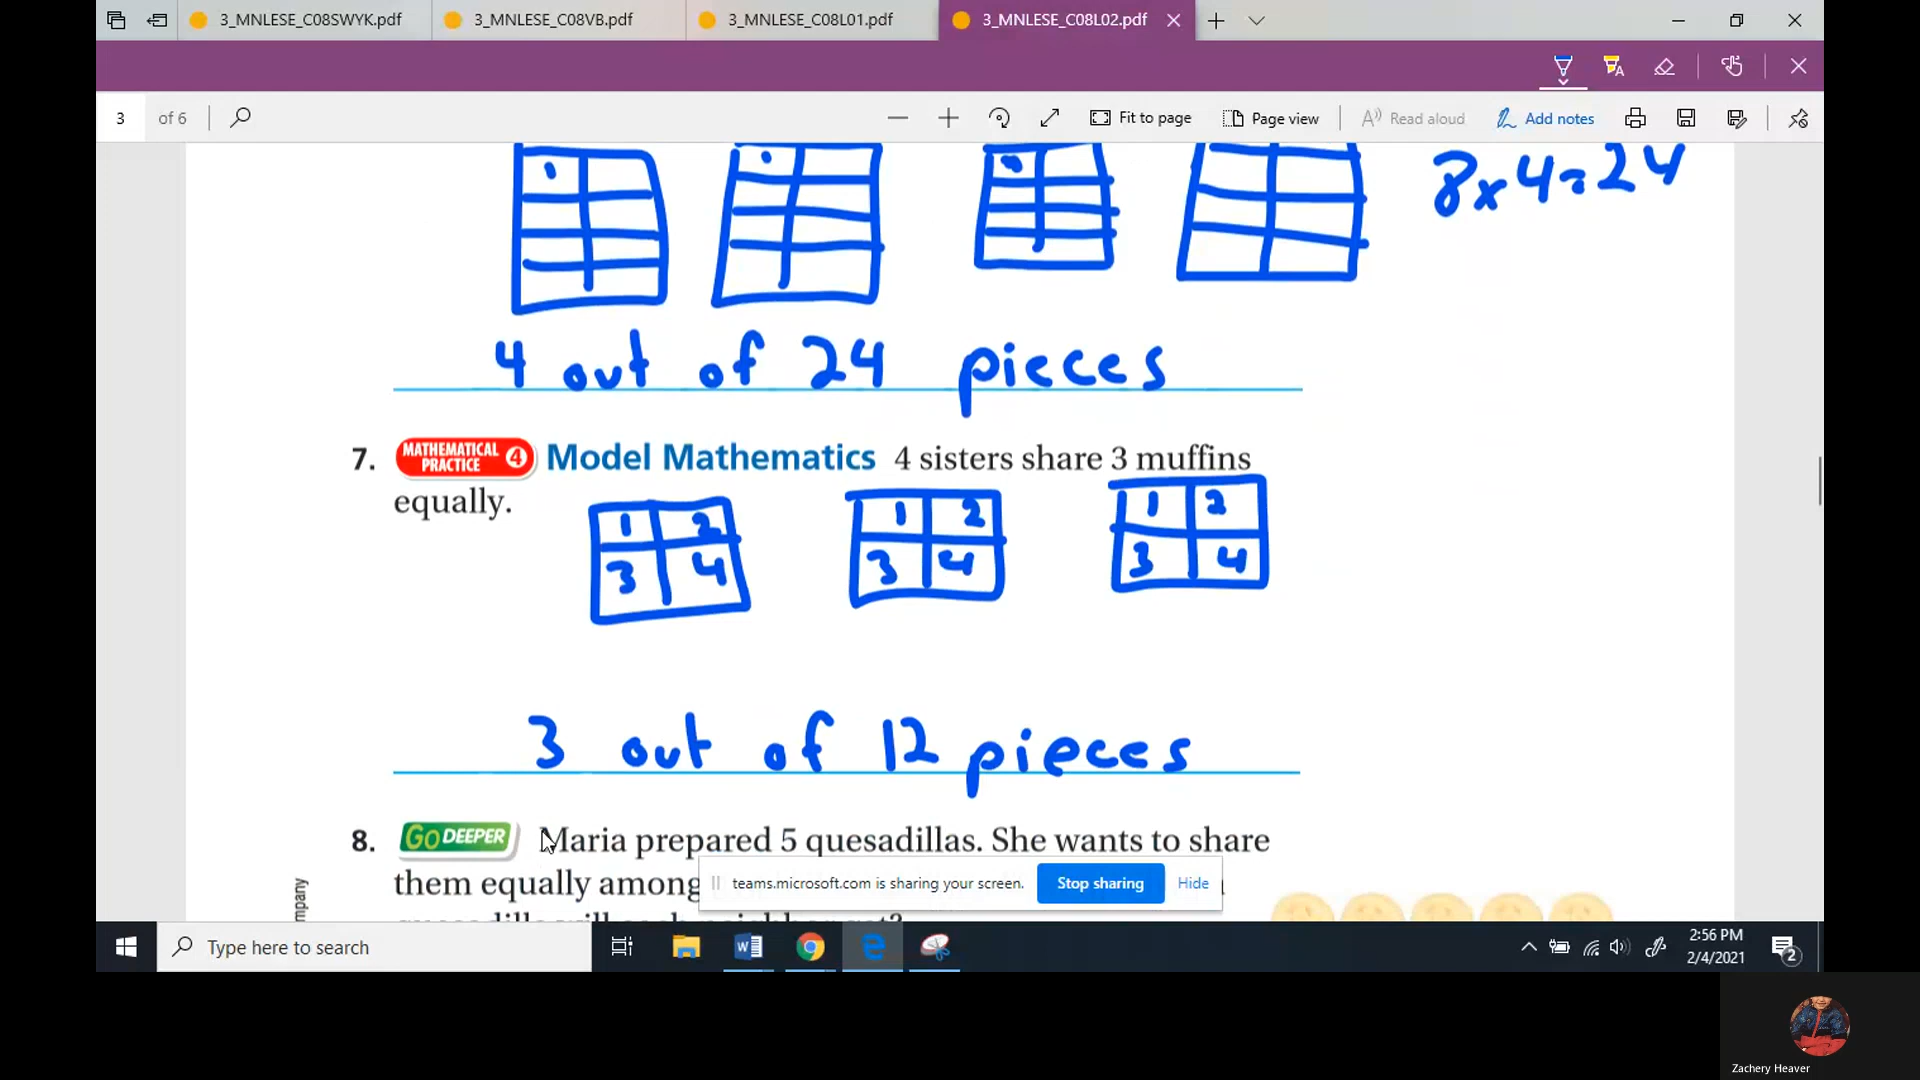 3_MNLESE_C08SWYK.pdf 3_MNLESE_C08VB.pdf 3_MNLESE_C08L01.pdf 3_MNLESE_C08L02.pdf
3 of 6 Fit to page Page view Read aloud Add notes
8x4=24
4 out of 24 pieces
7. MATHEMATICAL PRACTICE 4 Model Mathematics 4 sisters share 3 muffins
equally.
1 2 1 2 1 2
3 4 3 4 3 4
3 out of 12 pieces
8. GO DEEPER Maria prepared 5 quesadillas. She wants to share
them equally among
teams.microsoft.com is sharing your screen. Stop sharing Hide
mpany
Type here to search
2:56 PM
2/4/2021
2
Zachery Heaver